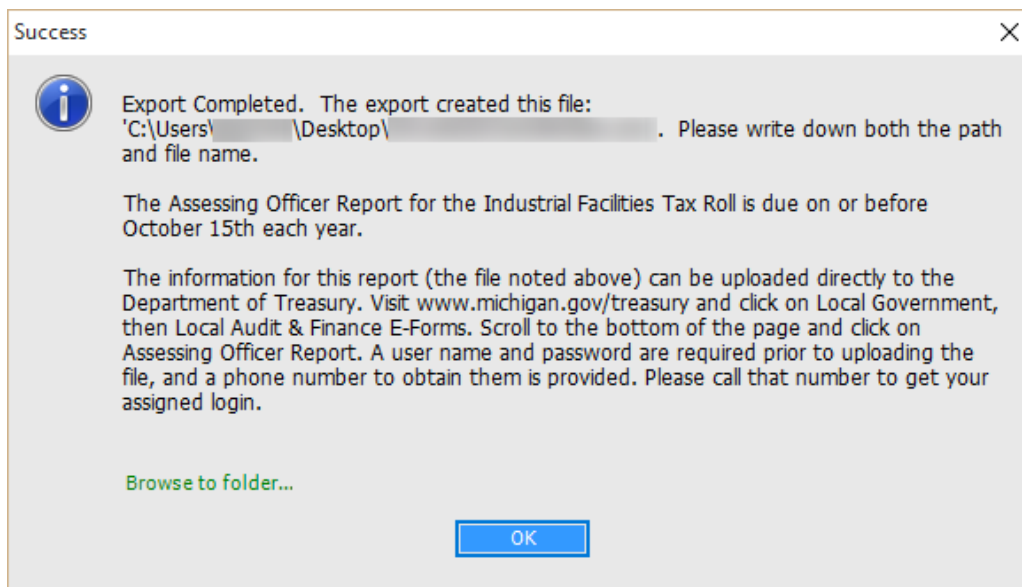 Success
Export Completed.  The export created this file:
'C:\Users\ \Desktop\ .  Please write down both the path
and file name.
The Assessing Officer Report for the Industrial Facilities Tax Roll is due on or before
October 15th each year.
The information for this report (the file noted above) can be uploaded directly to the
Department of Treasury. Visit www.michigan.gov/treasury and click on Local Government,
then Local Audit & Finance E-Forms. Scroll to the bottom of the page and click on
Assessing Officer Report. A user name and password are required prior to uploading the
file, and a phone number to obtain them is provided. Please call that number to get your
assigned login.
Browse to folder...
OK